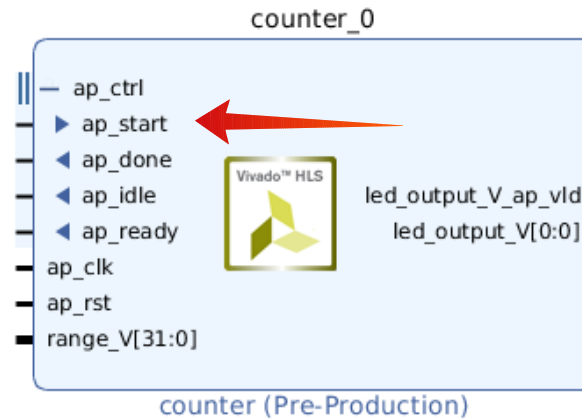 counter_0
ap_ctrl
ap_start
ap_done
ap_idle
ap_ready
ap_clk
ap_rst
range_V[31:0]
Vivado™ HLS
led_output_V_ap_vld
led_output_V[0:0]
counter (Pre-Production)